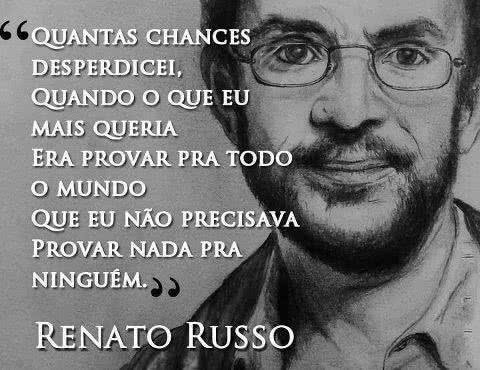 “QUANTAS CHANCES
DESPERDICEI,
QUANDO O QUE EU
MAIS QUERIA
ERA PROVAR PRA TODO
O MUNDO
QUE EU NÃO PRECISAVA
PROVAR NADA PRA
NINGUÉM.”
RENATO RUSSO